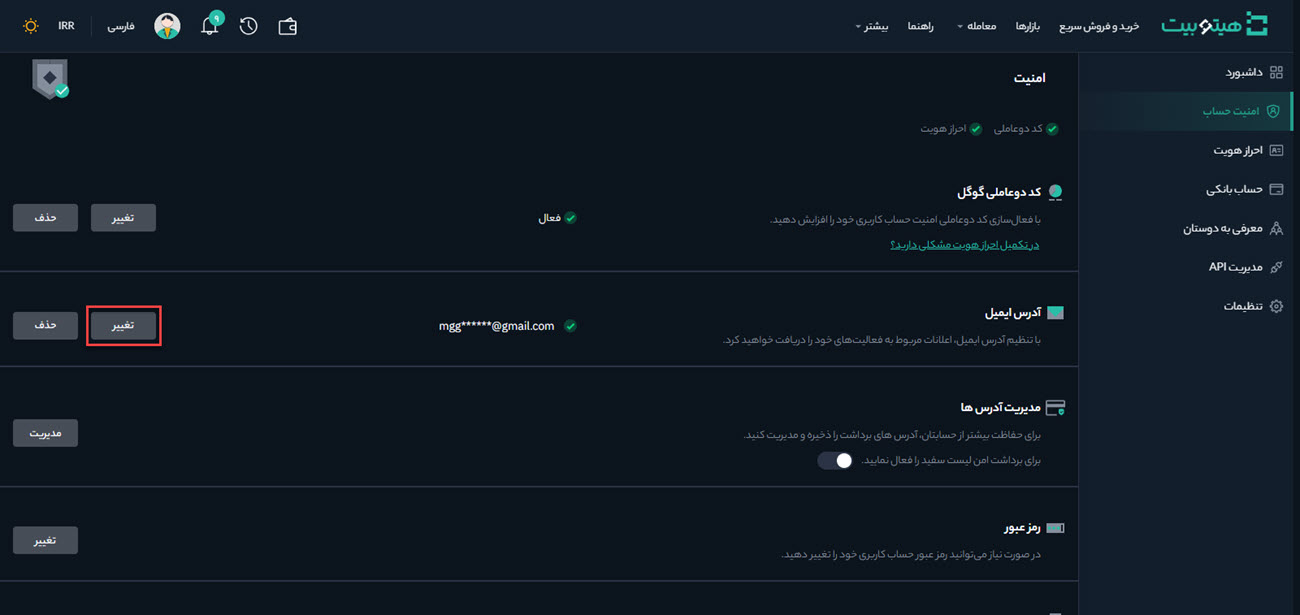 هیتوبیت
خرید و فروش سریع
بازارها
معامله
راهنما
بیشتر
۹
فارسی
IRR
داشبورد
امنیت حساب
احراز هویت
حساب بانکی
معرفی به دوستان
مدیریت API
تنظیمات
امنیت
کد دوعاملی
احراز هویت
کد دوعاملی گوگل
با فعال‌سازی کد دوعاملی امنیت حساب کاربری خود را افزایش دهید.
در تکمیل احراز هویت مشکلی دارید؟
فعال
تغییر
حذف
آدرس ایمیل
با تنظیم آدرس ایمیل، اعلانات مربوط به فعالیت‌های خود را دریافت خواهید کرد.
mgg******@gmail.com
تغییر
حذف
مدیریت آدرس ها
برای حفاظت بیشتر از حسابتان، آدرس های برداشت را ذخیره و مدیریت کنید.
برای برداشت امن لیست سفید را فعال نمایید.
مدیریت
رمز عبور
در صورت نیاز می‌توانید رمز عبور حساب کاربری خود را تغییر دهید.
تغییر